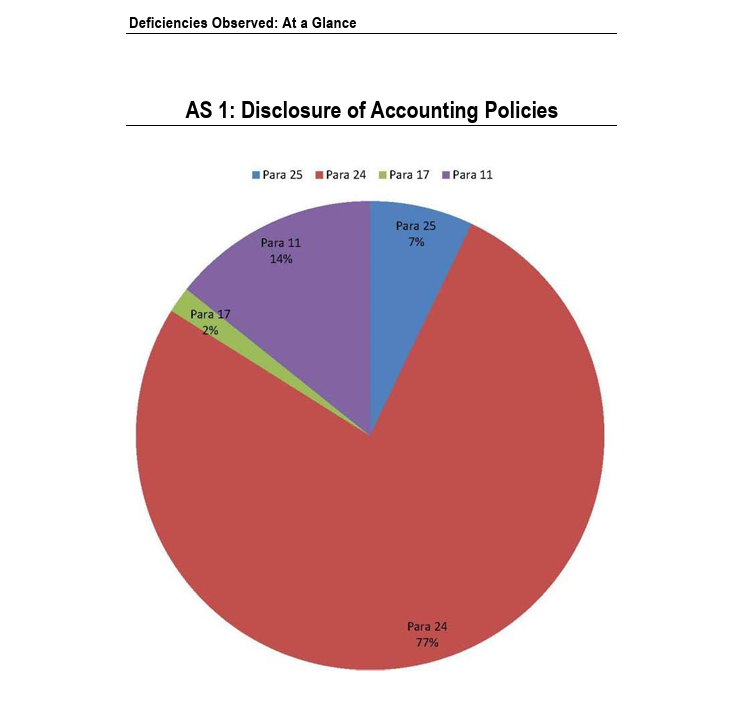 Deficiencies Observed: At a Glance
AS 1: Disclosure of Accounting Policies
Para 25 Para 24 Para 17 Para 11
Para 25
7%
Para 11
14%
Para 17
2%
Para 24
77%